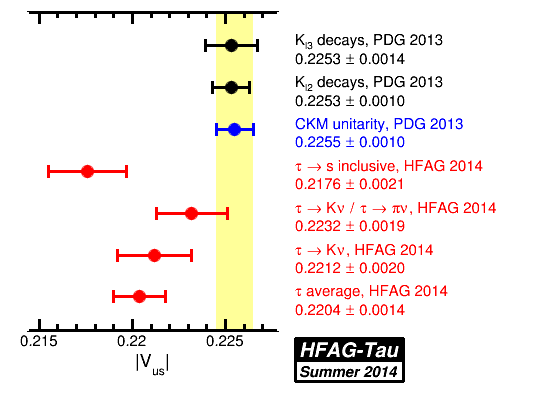 K_l3 decays, PDG 2013
0.2253 ± 0.0014
K_l2 decays, PDG 2013
0.2253 ± 0.0010
CKM unitarity, PDG 2013
0.2255 ± 0.0010
τ → s inclusive, HFAG 2014
0.2176 ± 0.0021
τ → Kν / τ → πν, HFAG 2014
0.2232 ± 0.0019
τ → Kν, HFAG 2014
0.2212 ± 0.0020
τ average, HFAG 2014
0.2204 ± 0.0014
0.215 0.22 0.225
|V_us|
HFAG-Tau
Summer 2014